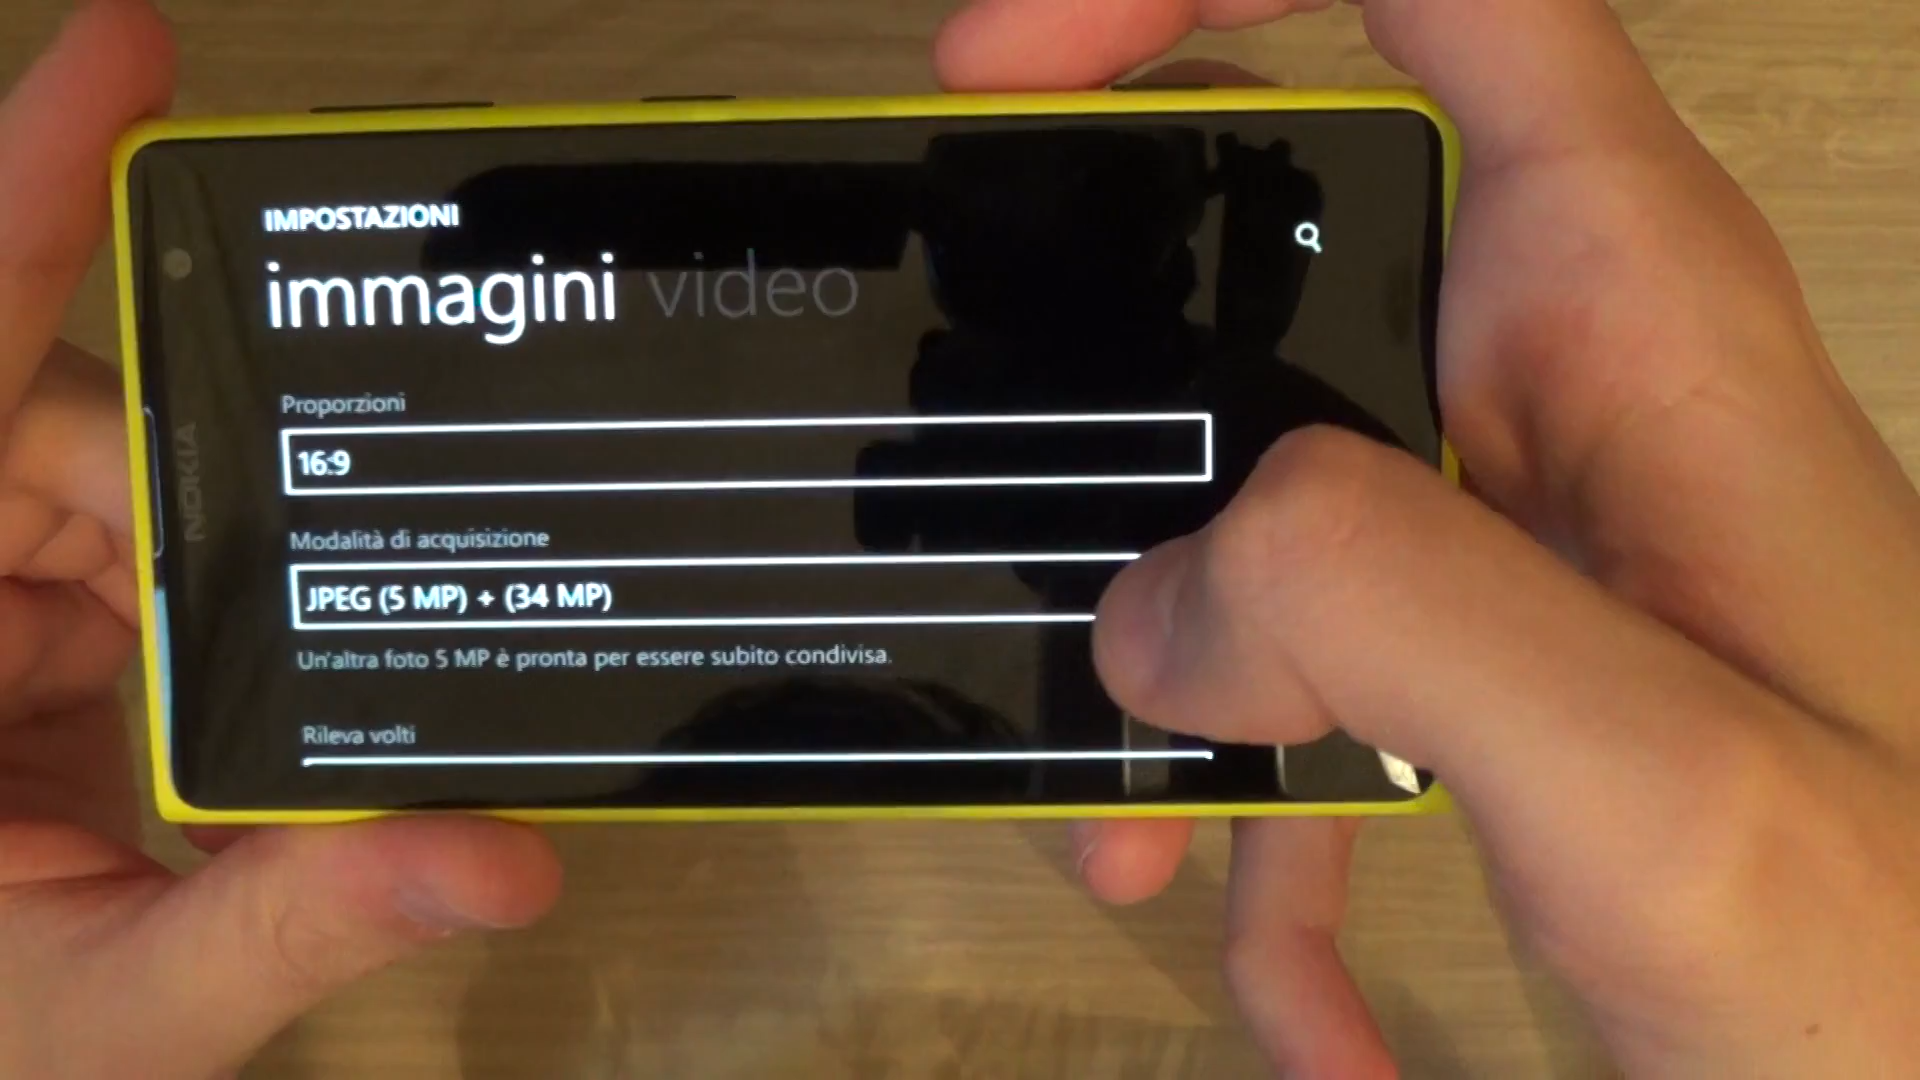 IMPOSTAZIONI
immagini video
Proporzioni
16:9
Modalità di acquisizione
JPEG (5 MP) + (34 MP)
Un'altra foto 5 MP è pronta per essere subito condivisa.
Rileva volti
NOKIA